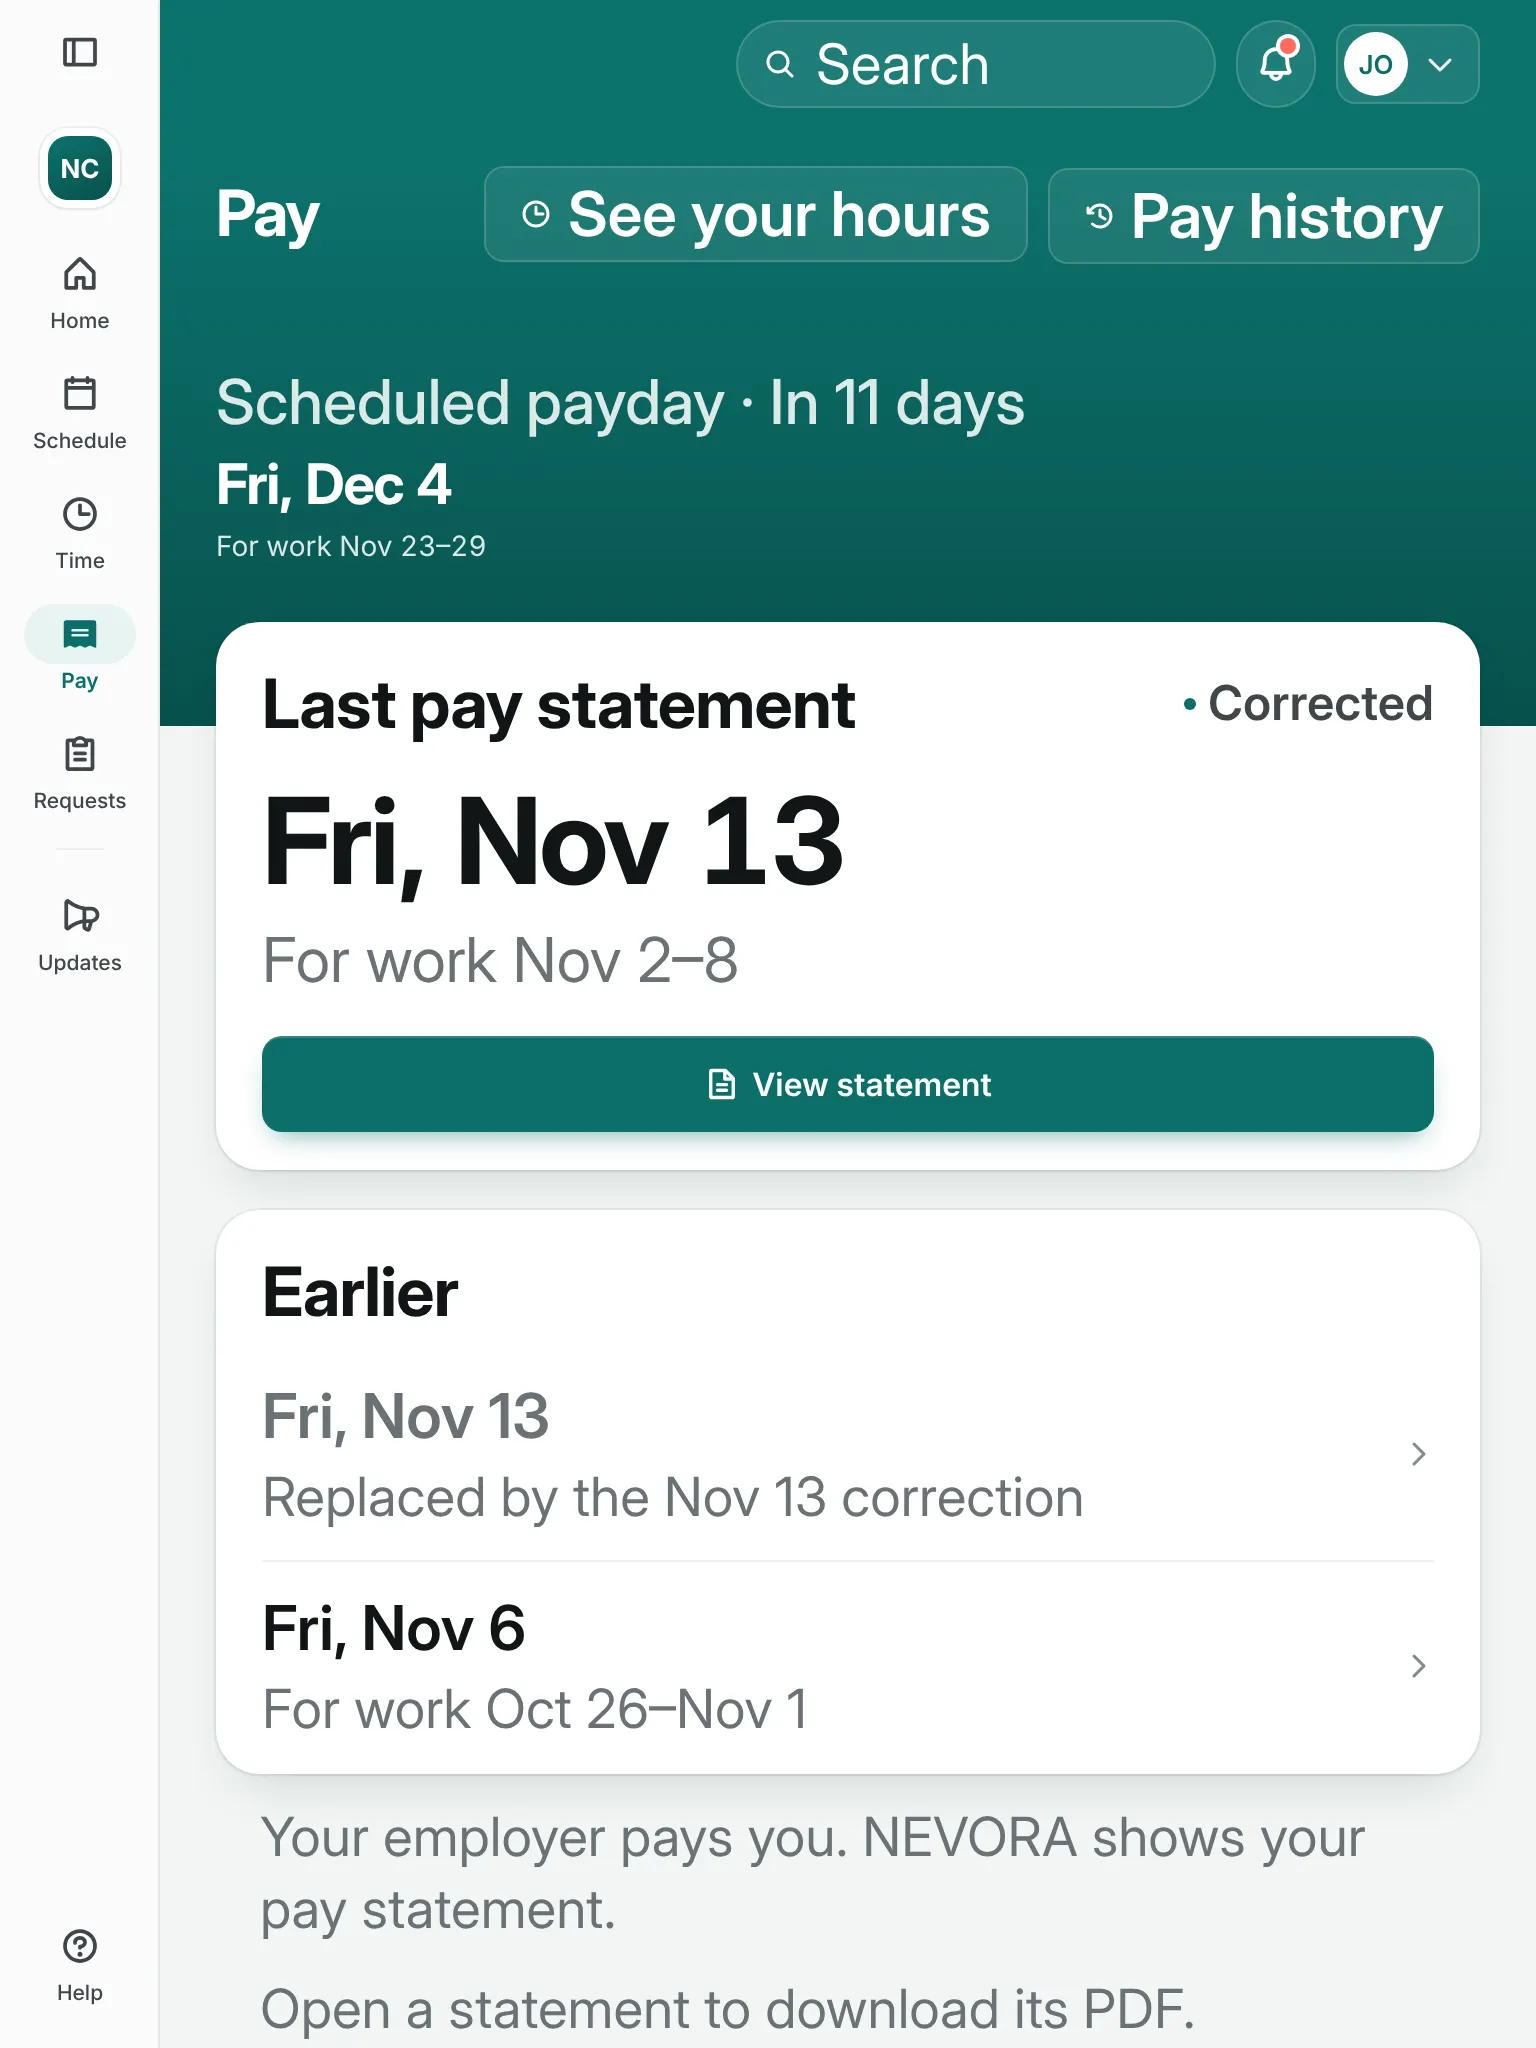 Search
JO
NC
Pay
See your hours
Pay history
Home
Schedule
Time
Pay
Requests
Updates
Help
Scheduled payday · In 11 days
Fri, Dec 4
For work Nov 23–29
Last pay statement
• Corrected
Fri, Nov 13
For work Nov 2–8
View statement
Earlier
Fri, Nov 13
Replaced by the Nov 13 correction
Fri, Nov 6
For work Oct 26–Nov 1
Your employer pays you. NEVORA shows your
pay statement.
Open a statement to download its PDF.